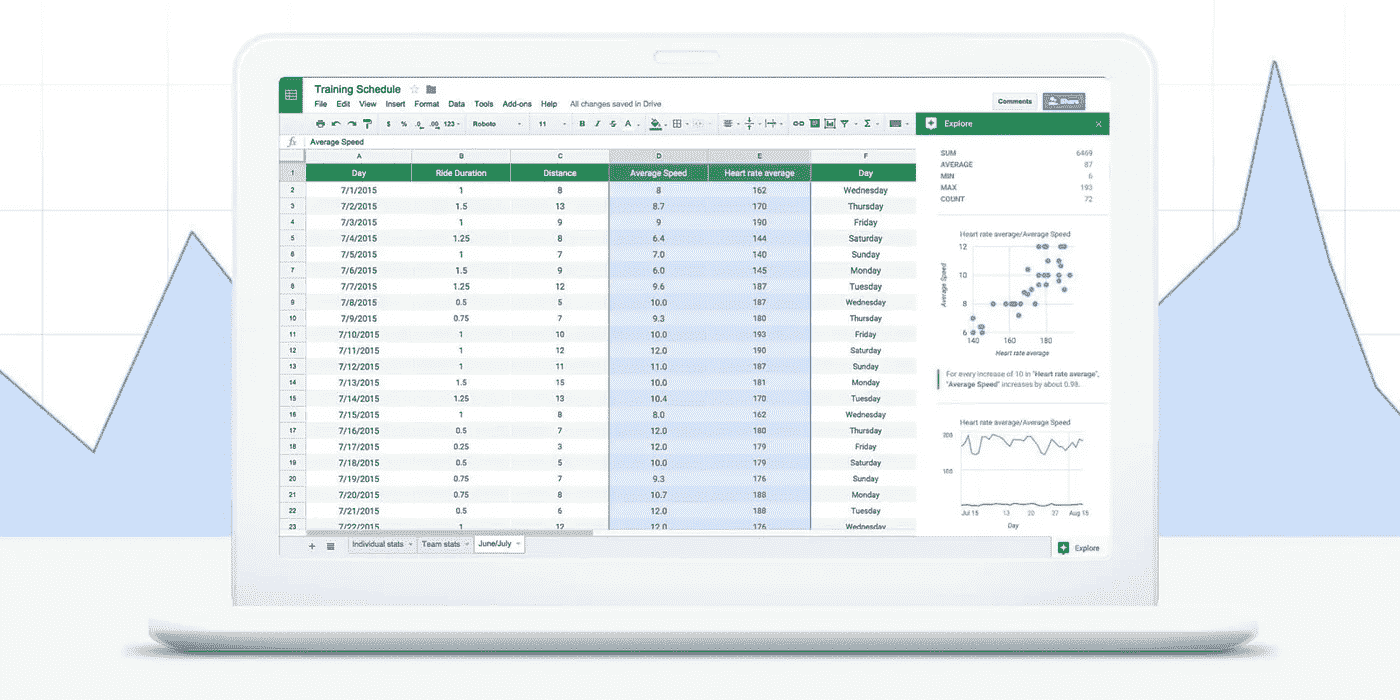 Training Schedule
File Edit View Insert Format Data Tools Add-ons Help All changes saved in Drive
Comments Share
$ % .0 .00 123 Roboto 11 B I S A Σ
Explore
fx Average Speed
A B C D E F
1 Day Ride Duration Distance Average Speed Heart rate average Day
2 7/1/2015 1 8 8 162 Wednesday
3 7/2/2015 1.5 13 8.7 170 Thursday
4 7/3/2015 1 9 9 190 Friday
5 7/4/2015 1.25 8 6.4 144 Saturday
6 7/5/2015 1 7 7.0 140 Sunday
7 7/6/2015 1.5 9 6.0 145 Monday
8 7/7/2015 1.25 12 9.6 187 Tuesday
9 7/8/2015 0.5 5 10.0 187 Wednesday
10 7/9/2015 0.75 7 9.3 180 Thursday
11 7/10/2015 1 10 10.0 193 Friday
12 7/11/2015 1 12 12.0 190 Saturday
13 7/12/2015 1 11 11.0 187 Sunday
14 7/13/2015 1.5 15 10.0 181 Monday
15 7/14/2015 1.25 13 10.4 170 Tuesday
16 7/15/2015 1 8 8.0 162 Wednesday
17 7/16/2015 0.5 7 12.0 180 Thursday
18 7/17/2015 0.25 3 12.0 179 Friday
19 7/18/2015 0.5 5 10.0 179 Saturday
20 7/19/2015 0.75 7 9.3 176 Sunday
21 7/20/2015 0.75 8 10.7 188 Monday
22 7/21/2015 0.5 6 12.0 188 Tuesday
23 7/22/2015 1 12 12.0 176 Wednesday
+ Individual stats Team stats June/July
SUM 6469
AVERAGE 87
MIN 6
MAX 193
COUNT 72
Heart rate average/Average Speed
12
10
8
6
Average Speed
140 160 180
Heart rate average
For every increase of 10 in "Heart rate average",
"Average Speed" increases by about 0.98.
Heart rate average/Average Speed
Jul 15 13 20 27 Aug 15
Day
Explore